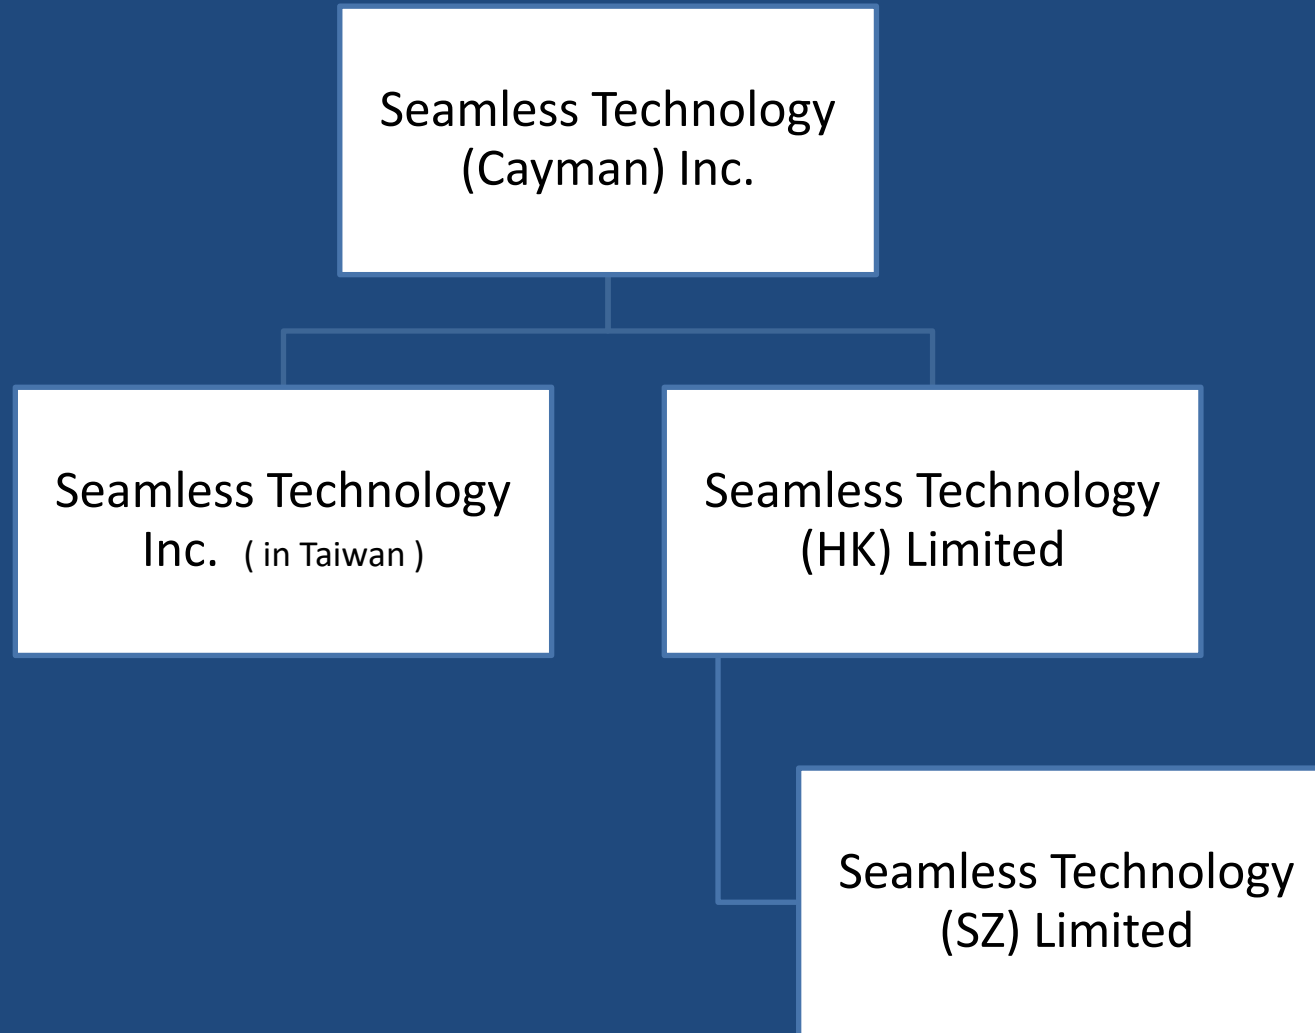 Seamless Technology
(Cayman) Inc.
Seamless Technology
Inc. ( in Taiwan )
Seamless Technology
(HK) Limited
Seamless Technology
(SZ) Limited